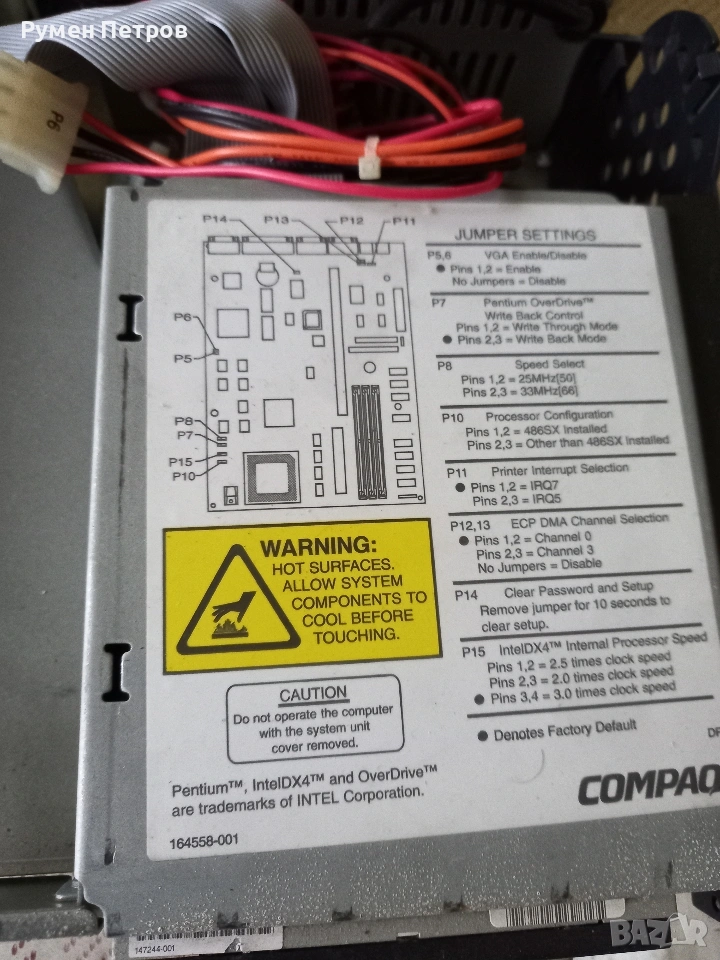 Румен Петров
P6
P14
P13
P12
P11
P6
P5
P8
P7
P15
P10
JUMPER SETTINGS
P5,6 VGA Enable/Disable
● Pins 1,2 = Enable
No Jumpers = Disable
P7 Pentium OverDrive™
Write Back Control
Pins 1,2 = Write Through Mode
● Pins 2,3 = Write Back Mode
P8 Speed Select
Pins 1,2 = 25MHz[50]
Pins 2,3 = 33MHz[66]
P10 Processor Configuration
Pins 1,2 = 486SX Installed
Pins 2,3 = Other than 486SX Installed
P11 Printer Interrupt Selection
● Pins 1,2 = IRQ7
Pins 2,3 = IRQ5
P12,13 ECP DMA Channel Selection
● Pins 1,2 = Channel 0
Pins 2,3 = Channel 3
No Jumpers = Disable
P14 Clear Password and Setup
Remove jumper for 10 seconds to
clear setup.
P15 IntelDX4™ Internal Processor Speed
Pins 1,2 = 2.5 times clock speed
Pins 2,3 = 2.0 times clock speed
● Pins 3,4 = 3.0 times clock speed
● Denotes Factory Default
WARNING:
HOT SURFACES.
ALLOW SYSTEM
COMPONENTS TO
COOL BEFORE
TOUCHING.
CAUTION
Do not operate the computer
with the system unit
cover removed.
Pentium™, IntelDX4™ and OverDrive™
are trademarks of INTEL Corporation.
COMPAQ
164558-001
147244-001
BAZAR